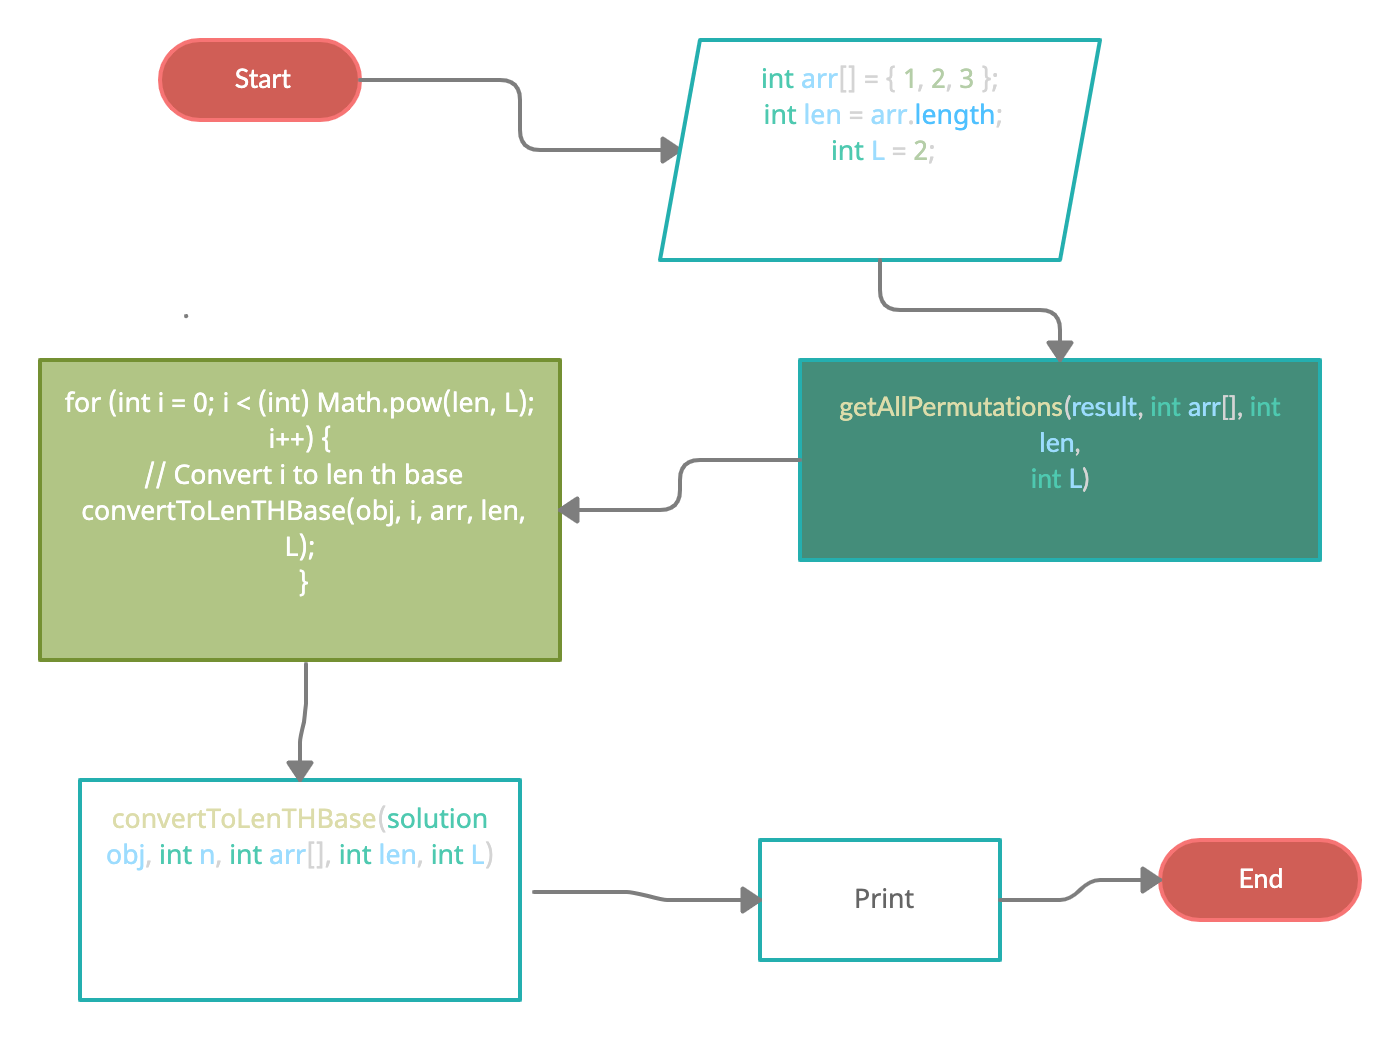 Start
int arr[] = { 1, 2, 3 };
int len = arr.length;
int L = 2;
getAllPermutations(result, int arr[], int
len,
int L)
for (int i = 0; i < (int) Math.pow(len, L);
i++) {
// Convert i to len th base
convertToLenTHBase(obj, i, arr, len,
L);
}
convertToLenTHBase(solution
obj, int n, int arr[], int len, int L)
Print
End